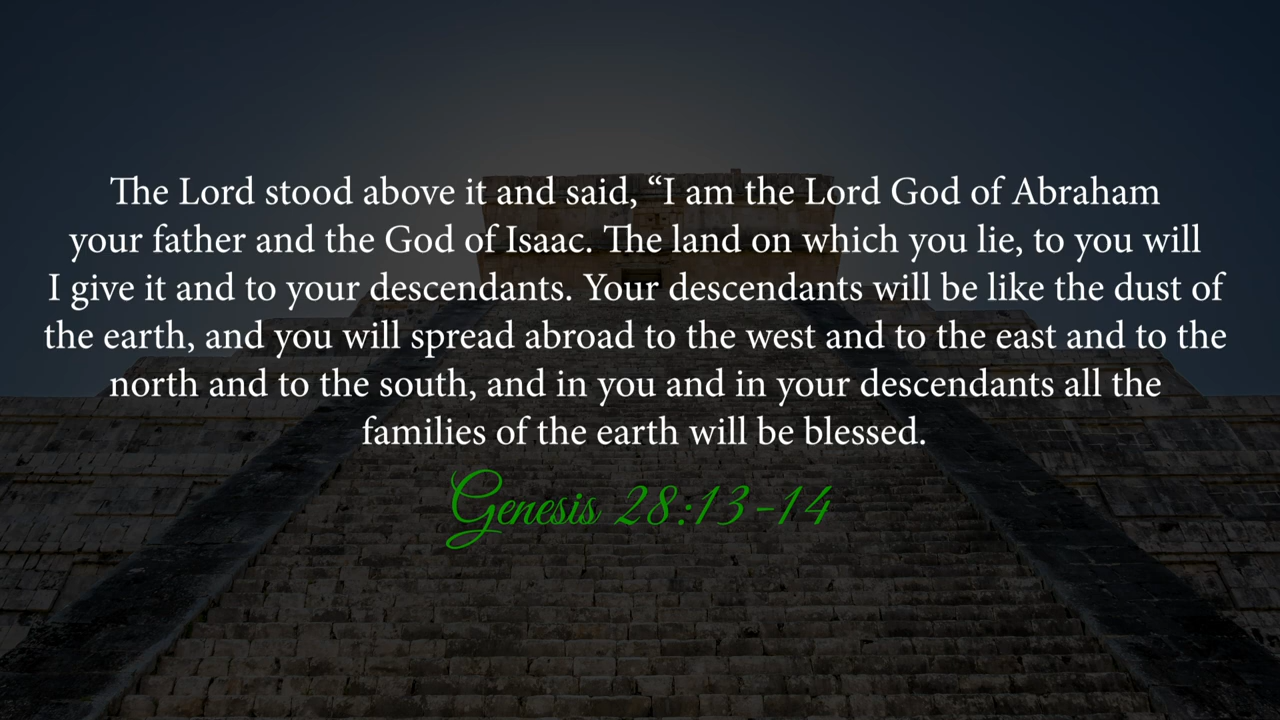 The Lord stood above it and said, “I am the Lord God of Abraham
your father and the God of Isaac. The land on which you lie, to you will
I give it and to your descendants. Your descendants will be like the dust of
the earth, and you will spread abroad to the west and to the east and to the
north and to the south, and in you and in your descendants all the
families of the earth will be blessed.
Genesis 28:13-14